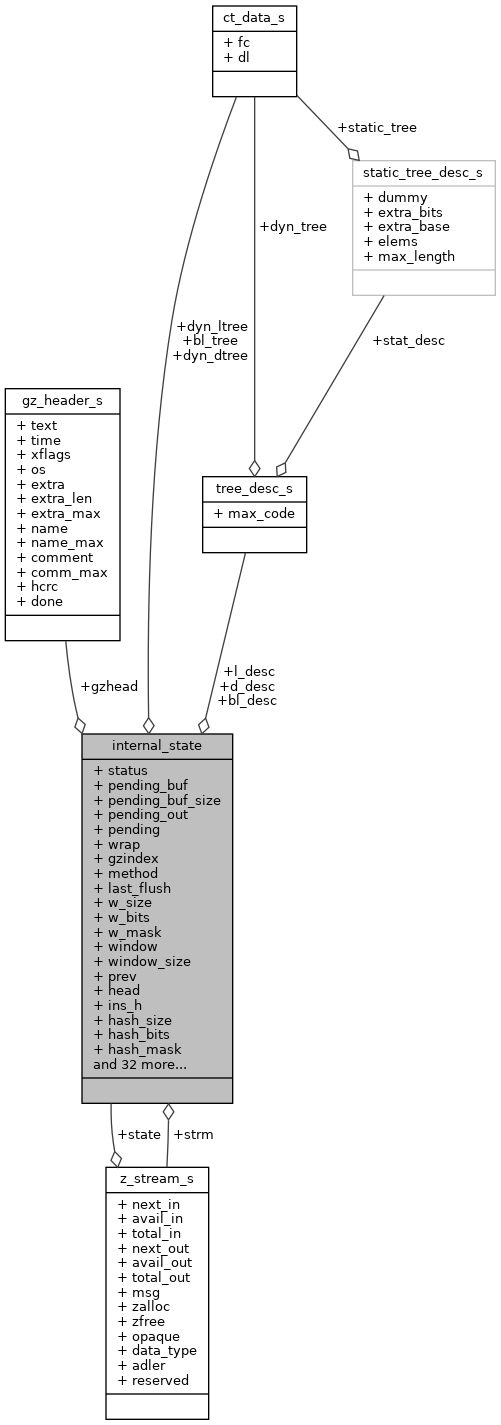 ct_data_s
+ fc
+ dl
+static_tree
static_tree_desc_s
+ dummy
+ extra_bits
+ extra_base
+ elems
+ max_length
+dyn_tree
+dyn_ltree
+bl_tree
+dyn_dtree
+stat_desc
gz_header_s
+ text
+ time
+ xflags
+ os
+ extra
+ extra_len
+ extra_max
+ name
+ name_max
+ comment
+ comm_max
+ hcrc
+ done
tree_desc_s
+ max_code
+gzhead
+l_desc
+d_desc
+bl_desc
internal_state
+ status
+ pending_buf
+ pending_buf_size
+ pending_out
+ pending
+ wrap
+ gzindex
+ method
+ last_flush
+ w_size
+ w_bits
+ w_mask
+ window
+ window_size
+ prev
+ head
+ ins_h
+ hash_size
+ hash_bits
+ hash_mask
and 32 more...
+state
+strm
z_stream_s
+ next_in
+ avail_in
+ total_in
+ next_out
+ avail_out
+ total_out
+ msg
+ zalloc
+ zfree
+ opaque
+ data_type
+ adler
+ reserved